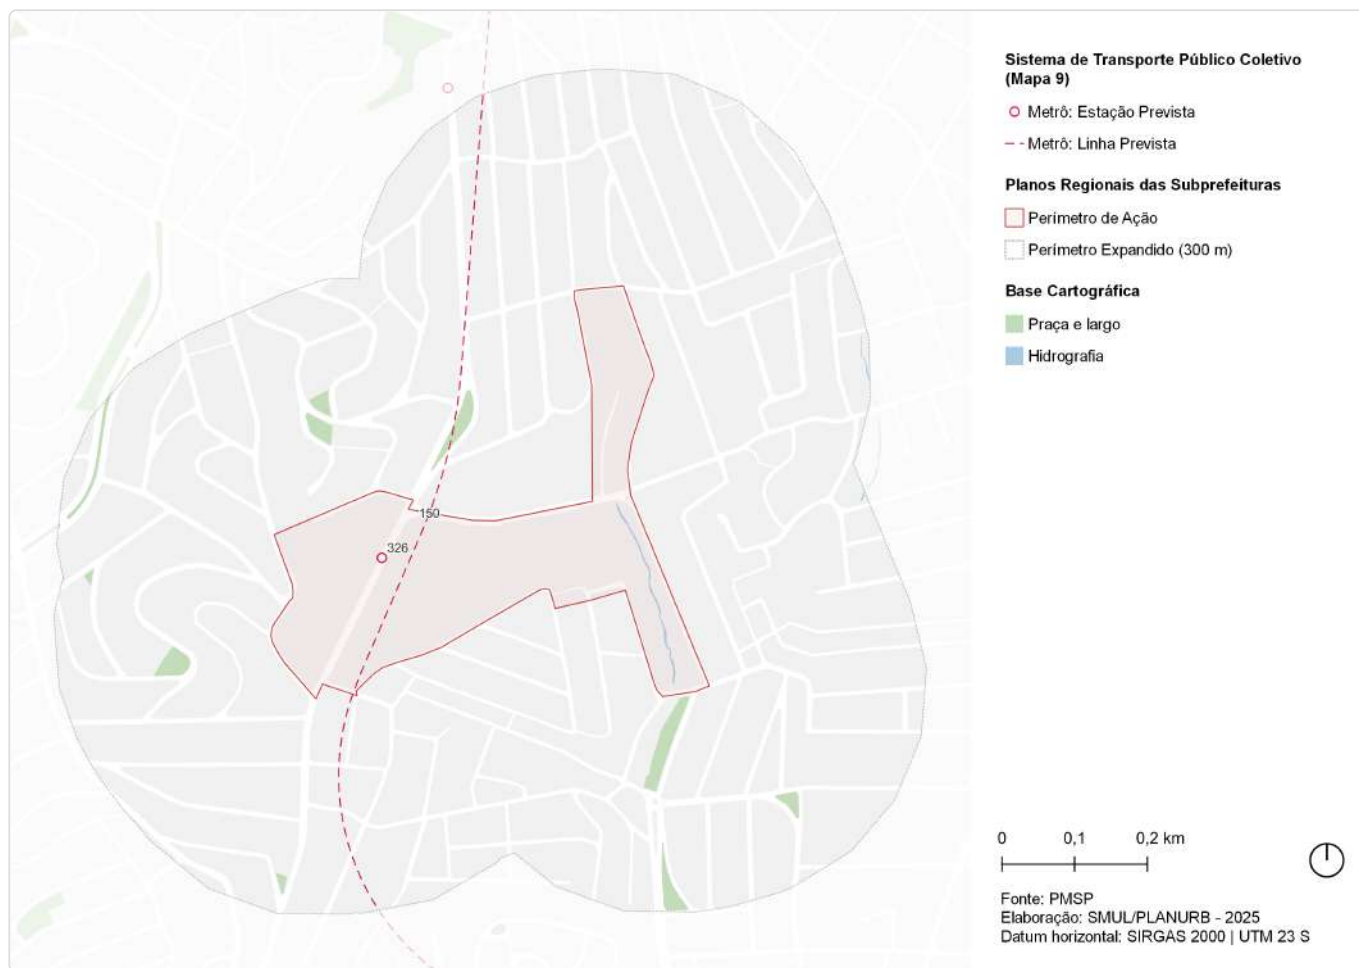 Sistema de Transporte Público Coletivo
(Mapa 9)
Metrô: Estação Prevista
Metrô: Linha Prevista
Planos Regionais das Subprefeituras
Perímetro de Ação
Perímetro Expandido (300 m)
Base Cartográfica
Praça e largo
Hidrografia
150
326
0 0,1 0,2 km
Fonte: PMSP
Elaboração: SMUL/PLANURB - 2025
Datum horizontal: SIRGAS 2000 | UTM 23 S